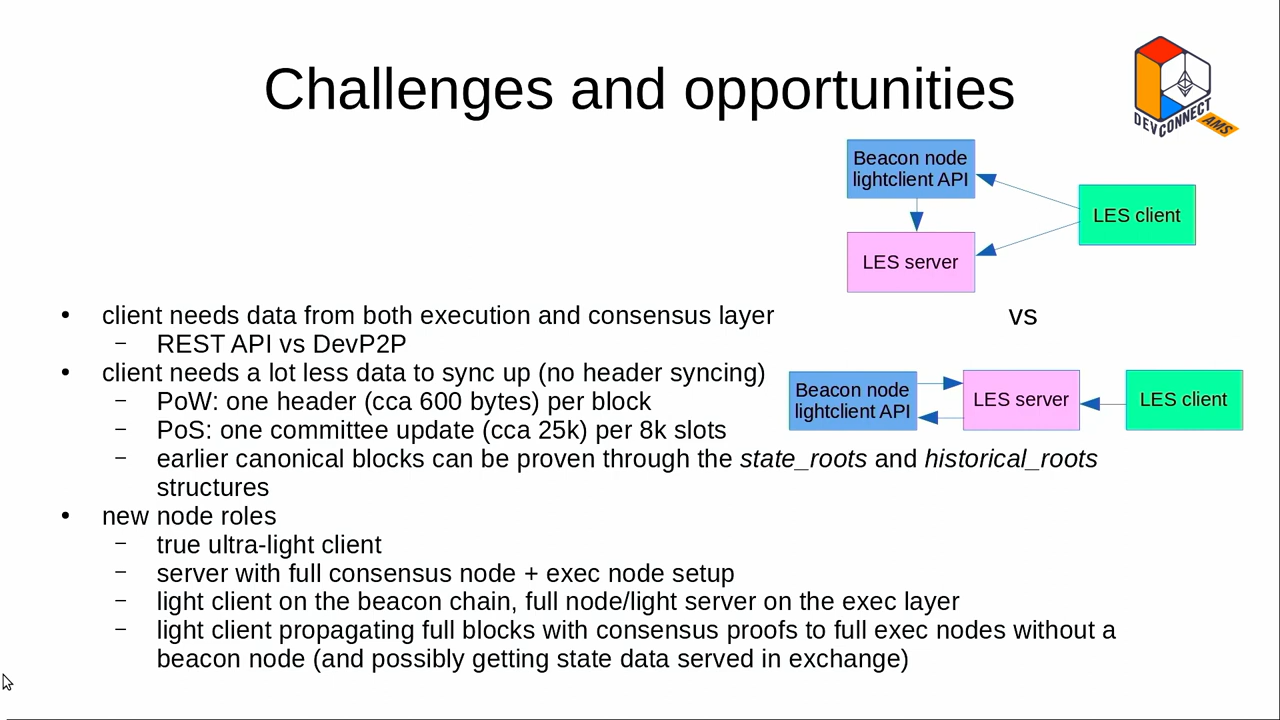 Challenges and opportunities
DEVCONNECT
AMS
Beacon node
lightclient API
LES client
LES server
• client needs data from both execution and consensus layer
– REST API vs DevP2P
vs
• client needs a lot less data to sync up (no header syncing)
– PoW: one header (cca 600 bytes) per block
– PoS: one committee update (cca 25k) per 8k slots
Beacon node
lightclient API
LES server
LES client
– earlier canonical blocks can be proven through the state_roots and historical_roots
structures
• new node roles
– true ultra-light client
– server with full consensus node + exec node setup
– light client on the beacon chain, full node/light server on the exec layer
– light client propagating full blocks with consensus proofs to full exec nodes without a
beacon node (and possibly getting state data served in exchange)